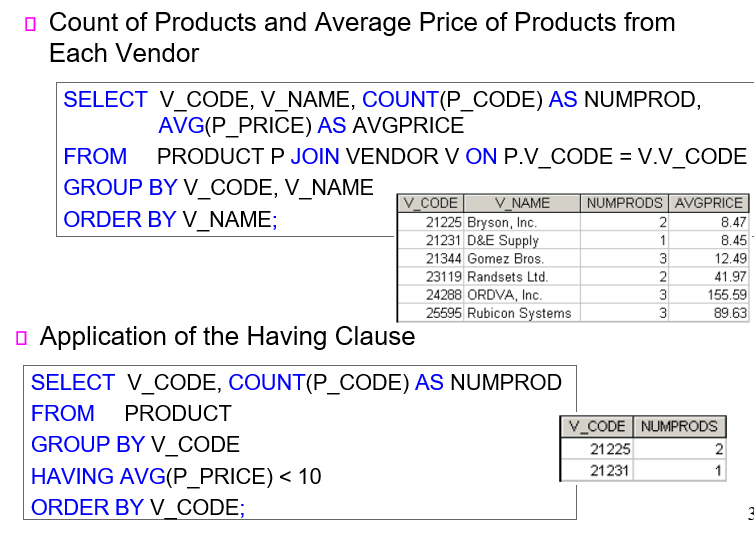 Count of Products and Average Price of Products from
Each Vendor
SELECT V_CODE, V_NAME, COUNT(P_CODE) AS NUMPROD,
AVG(P_PRICE) AS AVGPRICE
FROM PRODUCT P JOIN VENDOR V ON P.V_CODE = V.V_CODE
GROUP BY V_CODE, V_NAME
ORDER BY V_NAME;
V_CODE V_NAME NUMPRODS AVGPRICE
21225 Bryson, Inc. 2 8.47
21231 D&E Supply 1 8.45
21344 Gomez Bros. 3 12.49
23119 Randsets Ltd. 2 41.97
24288 ORDVA, Inc. 3 155.59
25595 Rubicon Systems 3 89.63
Application of the Having Clause
SELECT V_CODE, COUNT(P_CODE) AS NUMPROD
FROM PRODUCT
GROUP BY V_CODE
HAVING AVG(P_PRICE) < 10
ORDER BY V_CODE;
V_CODE NUMPRODS
21225 2
21231 1
3